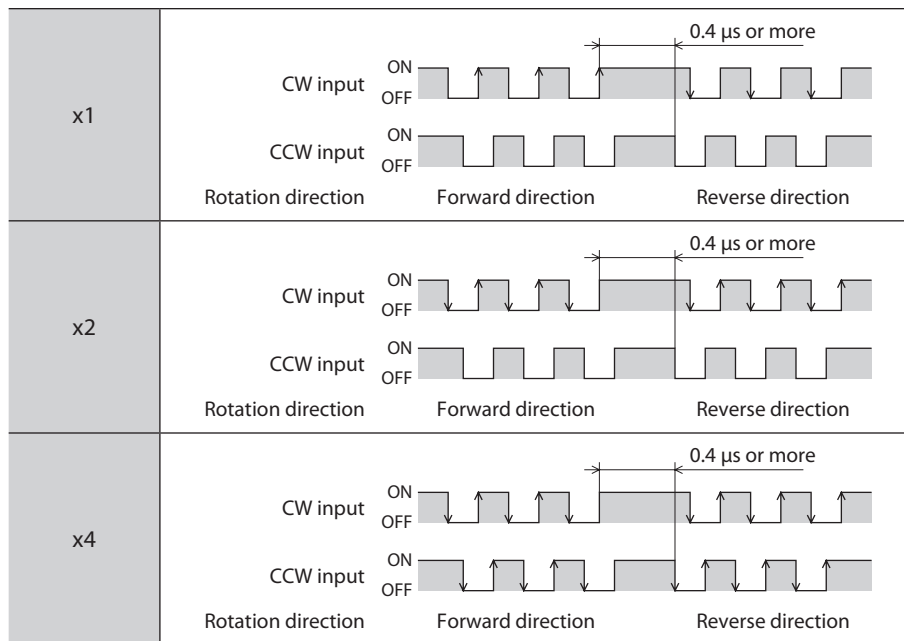 x1
0.4 µs or more
CW input
ON
OFF
CCW input
ON
OFF
Rotation direction Forward direction Reverse direction
x2
0.4 µs or more
CW input
ON
OFF
CCW input
ON
OFF
Rotation direction Forward direction Reverse direction
x4
0.4 µs or more
CW input
ON
OFF
CCW input
ON
OFF
Rotation direction Forward direction Reverse direction